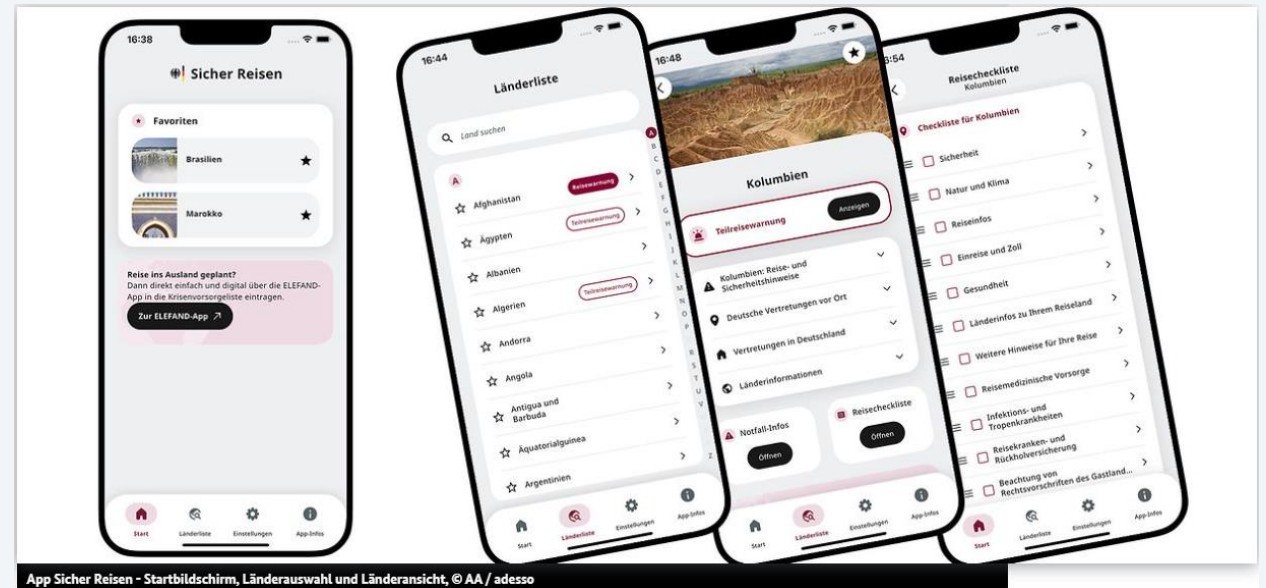 16:38
Sicher Reisen
Favoriten
Brasilien
Marokko
Reise ins Ausland geplant?
Dann direkt einfach und digital über die ELEFAND-
App in die Krisenvorsorgeliste eintragen.
Zur ELEFAND-App
Start
Länderliste
Einstellungen
App-Infos
16:44
Länderliste
Land suchen
A
Afghanistan
Reisewarnung
Ägypten
Teilreisewarnung
Albanien
Algerien
Teilreisewarnung
Andorra
Angola
Antigua und
Barbuda
Äquatorialguinea
Argentinien
A
B
C
D
E
F
G
H
I
J
K
L
M
N
O
P
R
S
T
U
V
Z
Start
Länderliste
Einstellungen
App-Infos
16:48
Kolumbien
Teilreisewarnung
Anzeigen
Kolumbien: Reise- und
Sicherheitshinweise
Deutsche Vertretungen vor Ort
Vertretungen in Deutschland
Länderinformationen
Notfall-Infos
Öffnen
Reisecheckliste
Öffnen
Start
Länderliste
Einstellungen
App-Infos
3:54
Reisecheckliste
Kolumbien
Checkliste für Kolumbien
Sicherheit
Natur und Klima
Reiseinfos
Einreise und Zoll
Gesundheit
Länderinfos zu Ihrem Reiseland
Weitere Hinweise für Ihre Reise
Reisemedizinische Vorsorge
Infektions- und
Tropenkrankheiten
Reisekranken- und
Rückholversicherung
Beachtung von
Rechtsvorschriften des Gastland...
Start
Länderliste
Einstellungen
App-Infos
App Sicher Reisen - Startbildschirm, Länderauswahl und Länderansicht, © AA / adesso